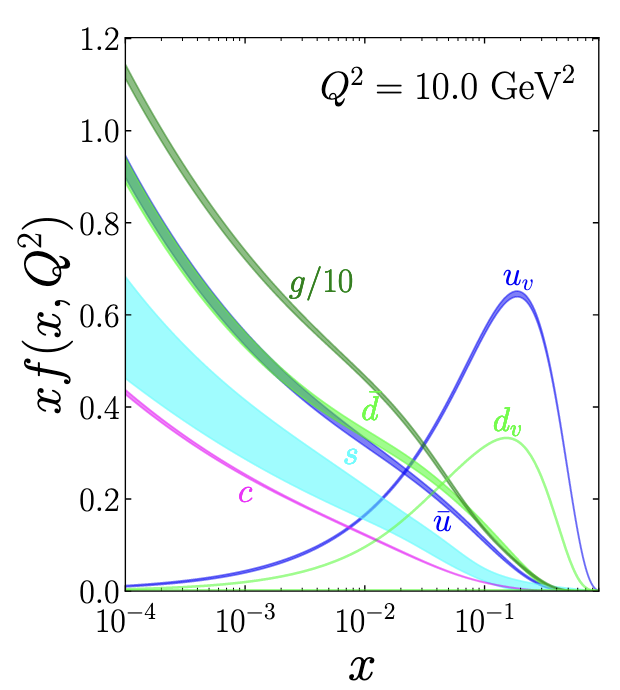 1.2
Q² = 10.0 GeV²
1.0
0.8
0.6
0.4
0.2
0.0
xf(x, Q²)
g/10
u_v
d̄
d_v
s
c
ū
10⁻⁴
10⁻³
10⁻²
10⁻¹
x